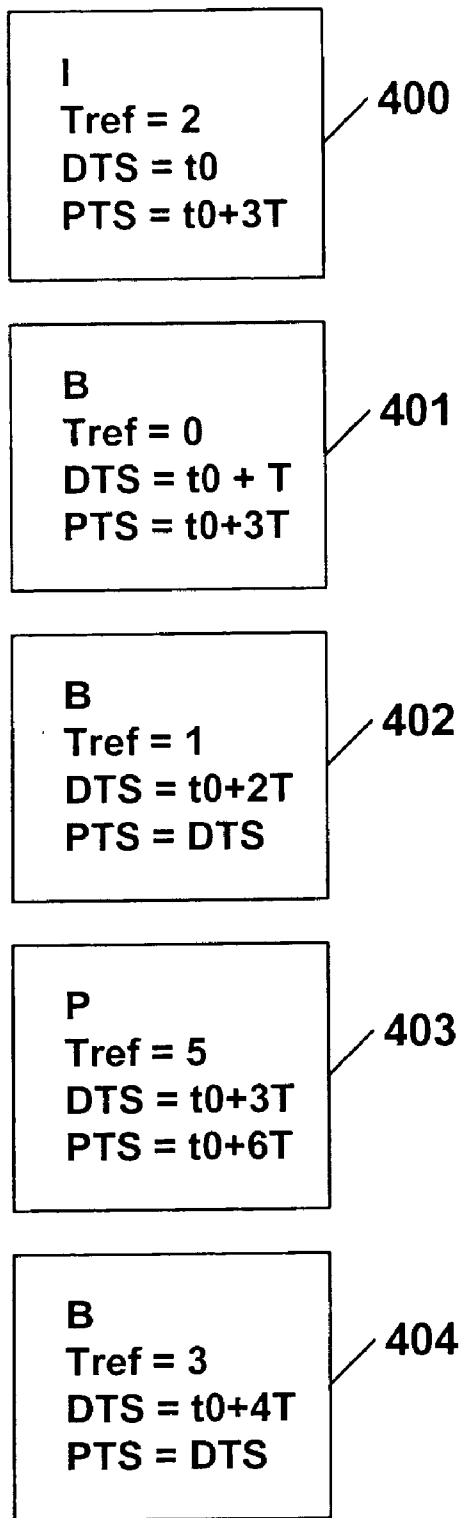 I
Tref = 2
DTS = t0
PTS = t0+3T
400
B
Tref = 0
DTS = t0 + T
PTS = t0+3T
401
B
Tref = 1
DTS = t0+2T
PTS = DTS
402
P
Tref = 5
DTS = t0+3T
PTS = t0+6T
403
B
Tref = 3
DTS = t0+4T
PTS = DTS
404